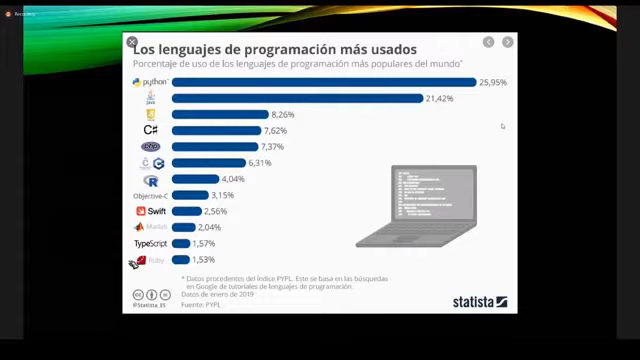 Los lenguajes de programación más usados
Porcentaje de uso de los lenguajes de programación más populares del mundo*
python 25,95%
Java 21,42%
8,26%
C# 7,62%
php 7,37%
C C 6,31%
R 4,04%
Objective-C 3,15%
Swift 2,56%
Matlab 2,04%
TypeScript 1,57%
Ruby 1,53%
* Datos procedentes del Índice PYPL. Este se basa en las búsquedas
en Google de tutoriales de lenguajes de programación.
Datos de enero de 2019
@Statista_ES Fuente: PYPL
statista